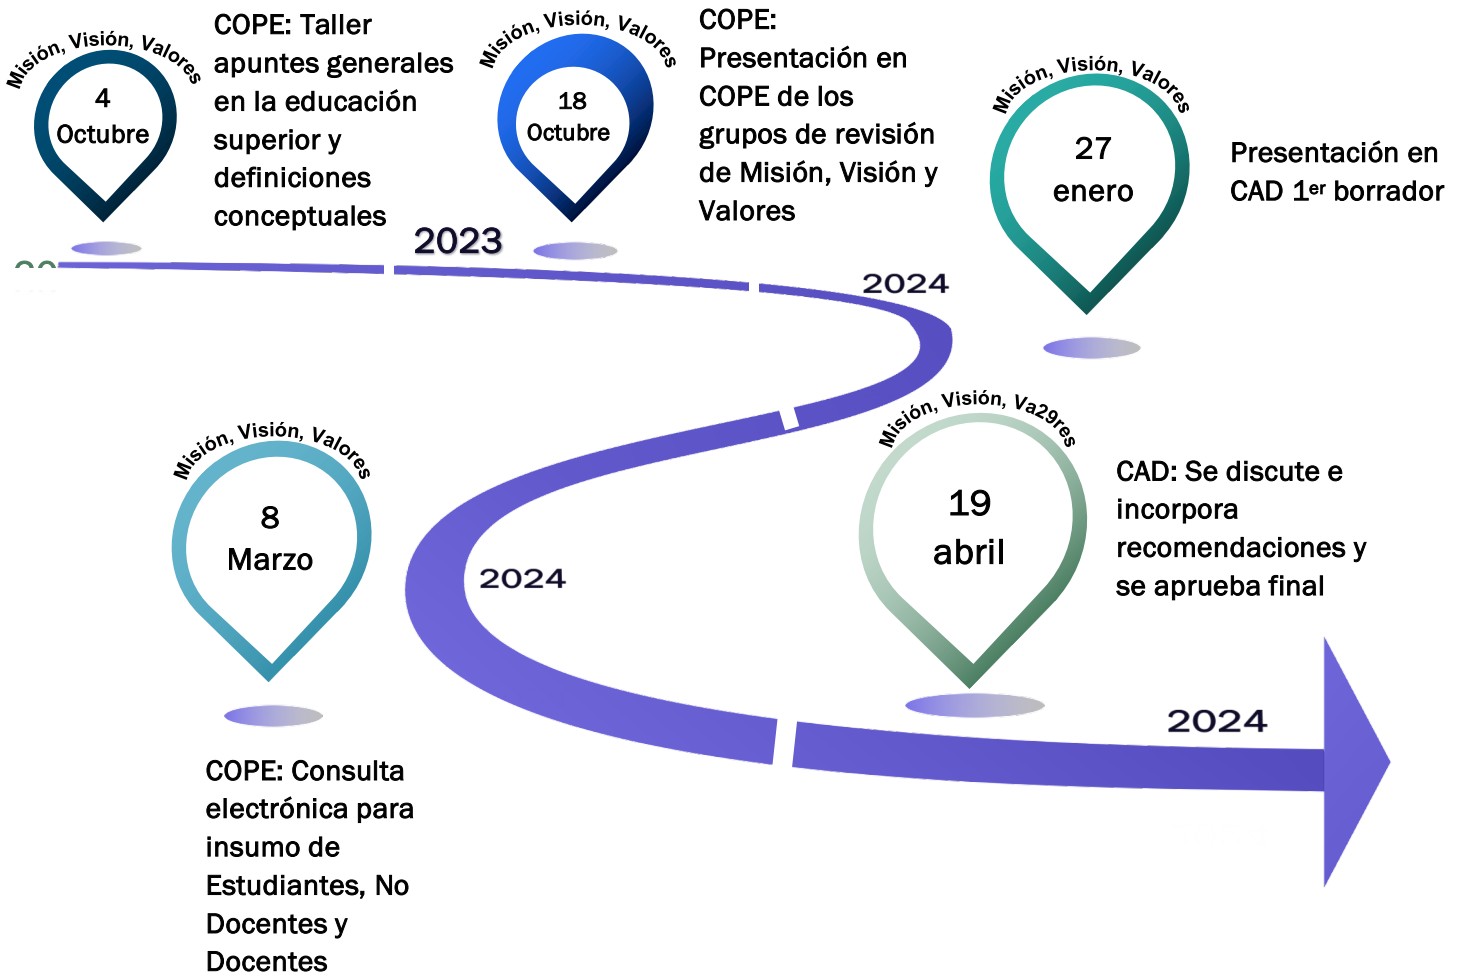 Misión, Visión, Valores
4
Octubre
COPE: Taller
apuntes generales
en la educación
superior y
definiciones
conceptuales
Misión, Visión, Valores
18
Octubre
COPE:
Presentación en
COPE de los
grupos de revisión
de Misión, Visión y
Valores
Misión, Visión, Valores
27
enero
Presentación en
CAD 1er borrador
2023
2024
Misión, Visión, Valores
8
Marzo
COPE: Consulta
electrónica para
insumo de
Estudiantes, No
Docentes y
Docentes
2024
Misión, Visión, Va29res
19
abril
CAD: Se discute e
incorpora
recomendaciones y
se aprueba final
2024